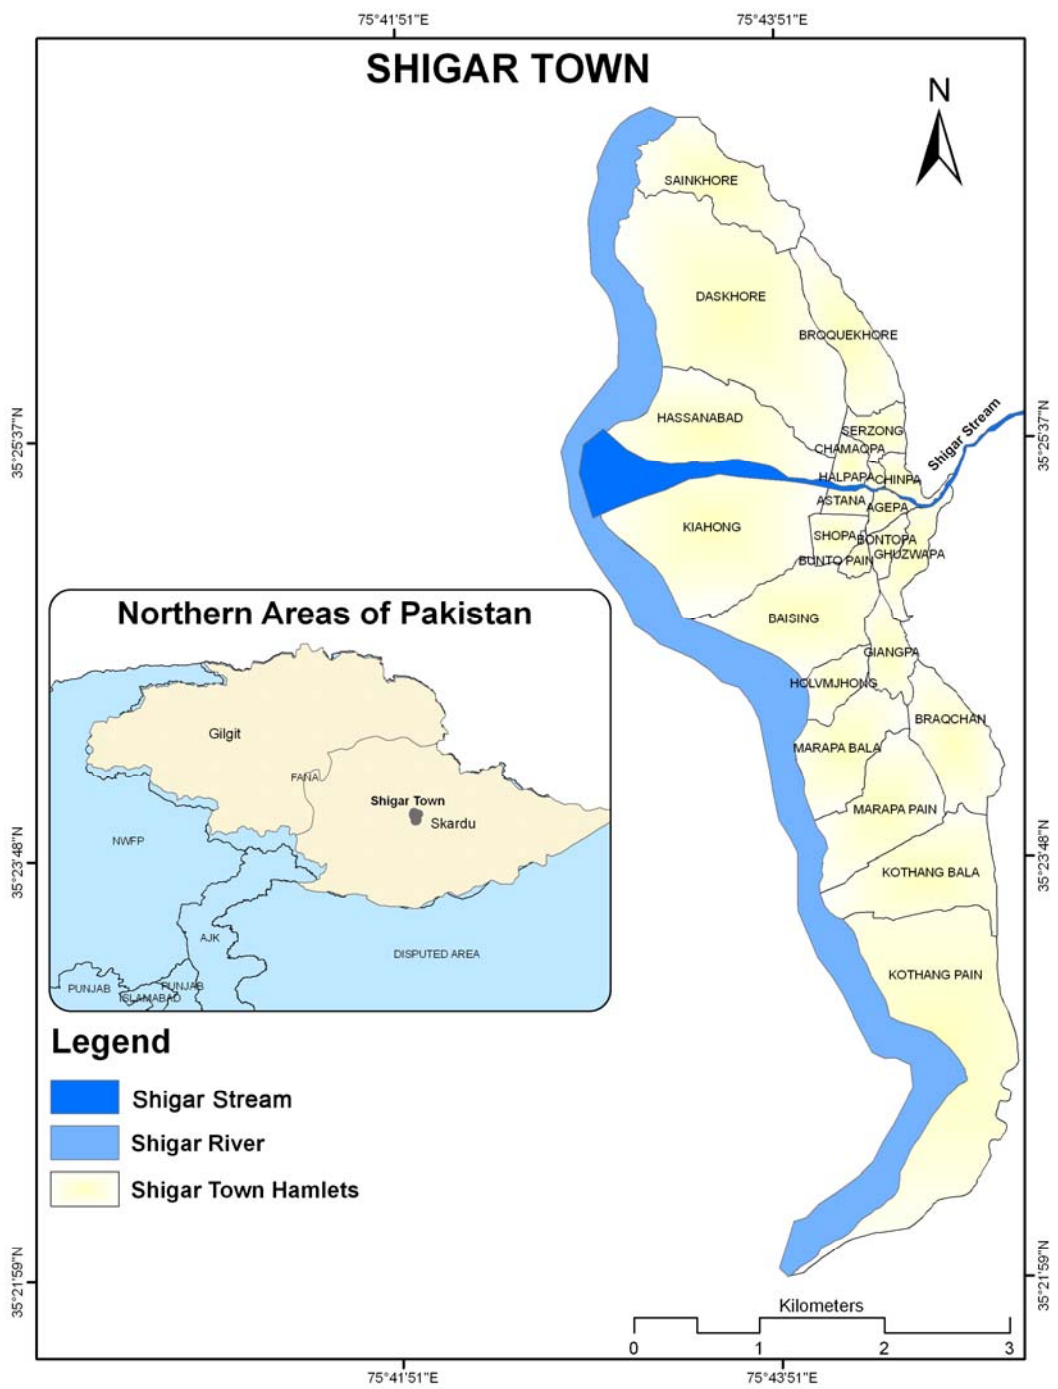 75°41'51"E
75°43'51"E
SHIGAR TOWN
N
SAINKHORE
DASKHORE
BROQUEKHORE
HASSANABAD
SERZONG
Shigar Stream
35°25'37"N
35°25'37"N
CHAMAQPA
HALPAPA
CHINPA
ASTANA
AGEPA
KIAHONG
SHOPA
BONTOPA
GHUZWAPA
BUNTO PAIN
BAISING
GIANGPA
HOLVMJHONG
BRAQCHAN
MARAPA BALA
MARAPA PAIN
KOTHANG BALA
KOTHANG PAIN
Northern Areas of Pakistan
Gilgit
FANA
Shigar Town
Skardu
NWFP
AJK
DISPUTED AREA
PUNJAB
PUNJAB
ISLAMABAD
35°23'48"N
35°23'48"N
Legend
Shigar Stream
Shigar River
Shigar Town Hamlets
35°21'59"N
35°21'59"N
Kilometers
0 1 2 3
75°41'51"E
75°43'51"E